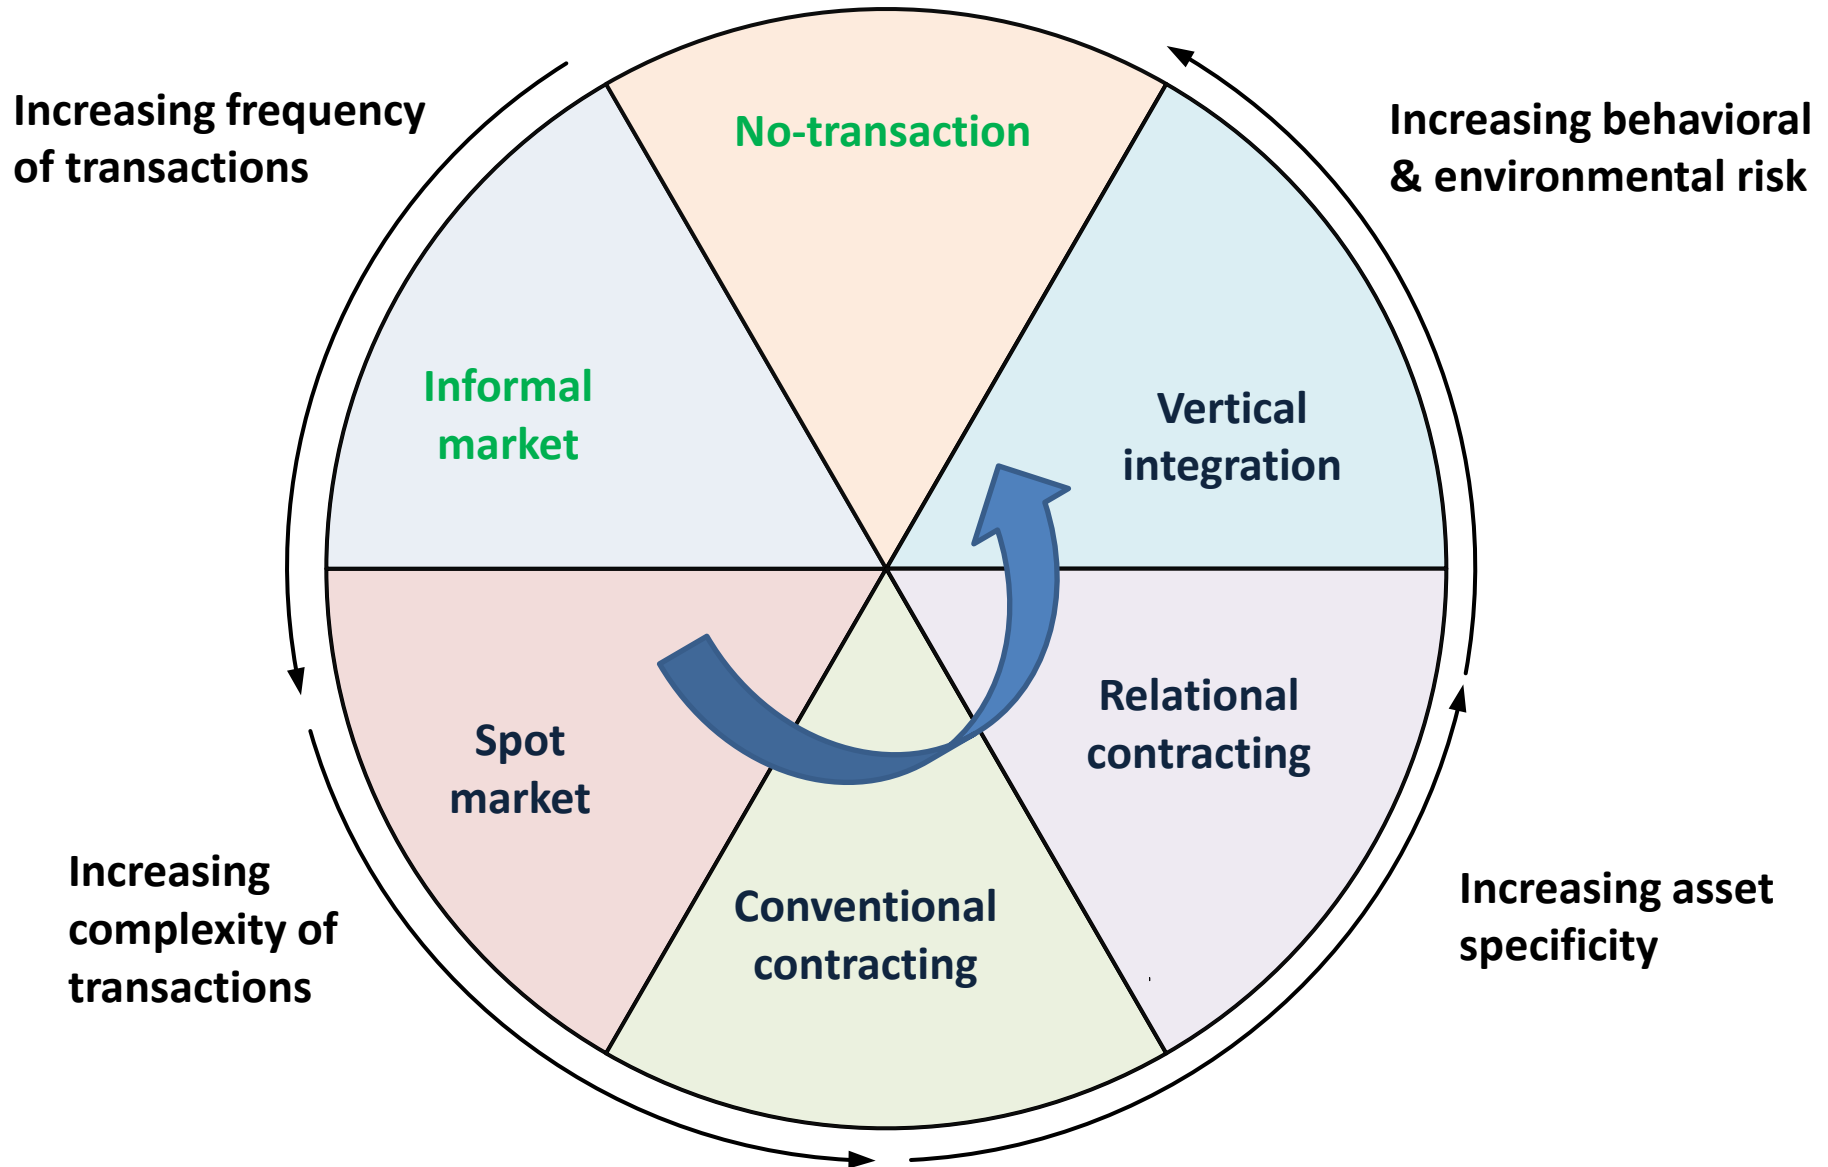 Increasing frequency
of transactions
No-transaction
Increasing behavioral
& environmental risk
Informal
market
Vertical
integration
Spot
market
Relational
contracting
Increasing
complexity of
transactions
Conventional
contracting
Increasing asset
specificity